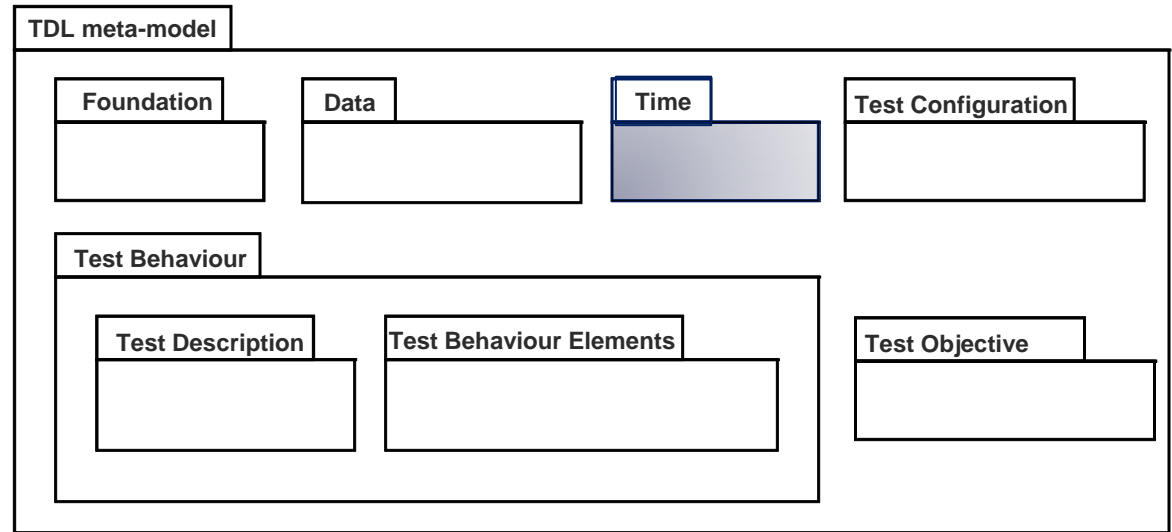 TDL meta-model
Foundation
Data
Time
Test Configuration
Test Behaviour
Test Description
Test Behaviour Elements
Test Objective